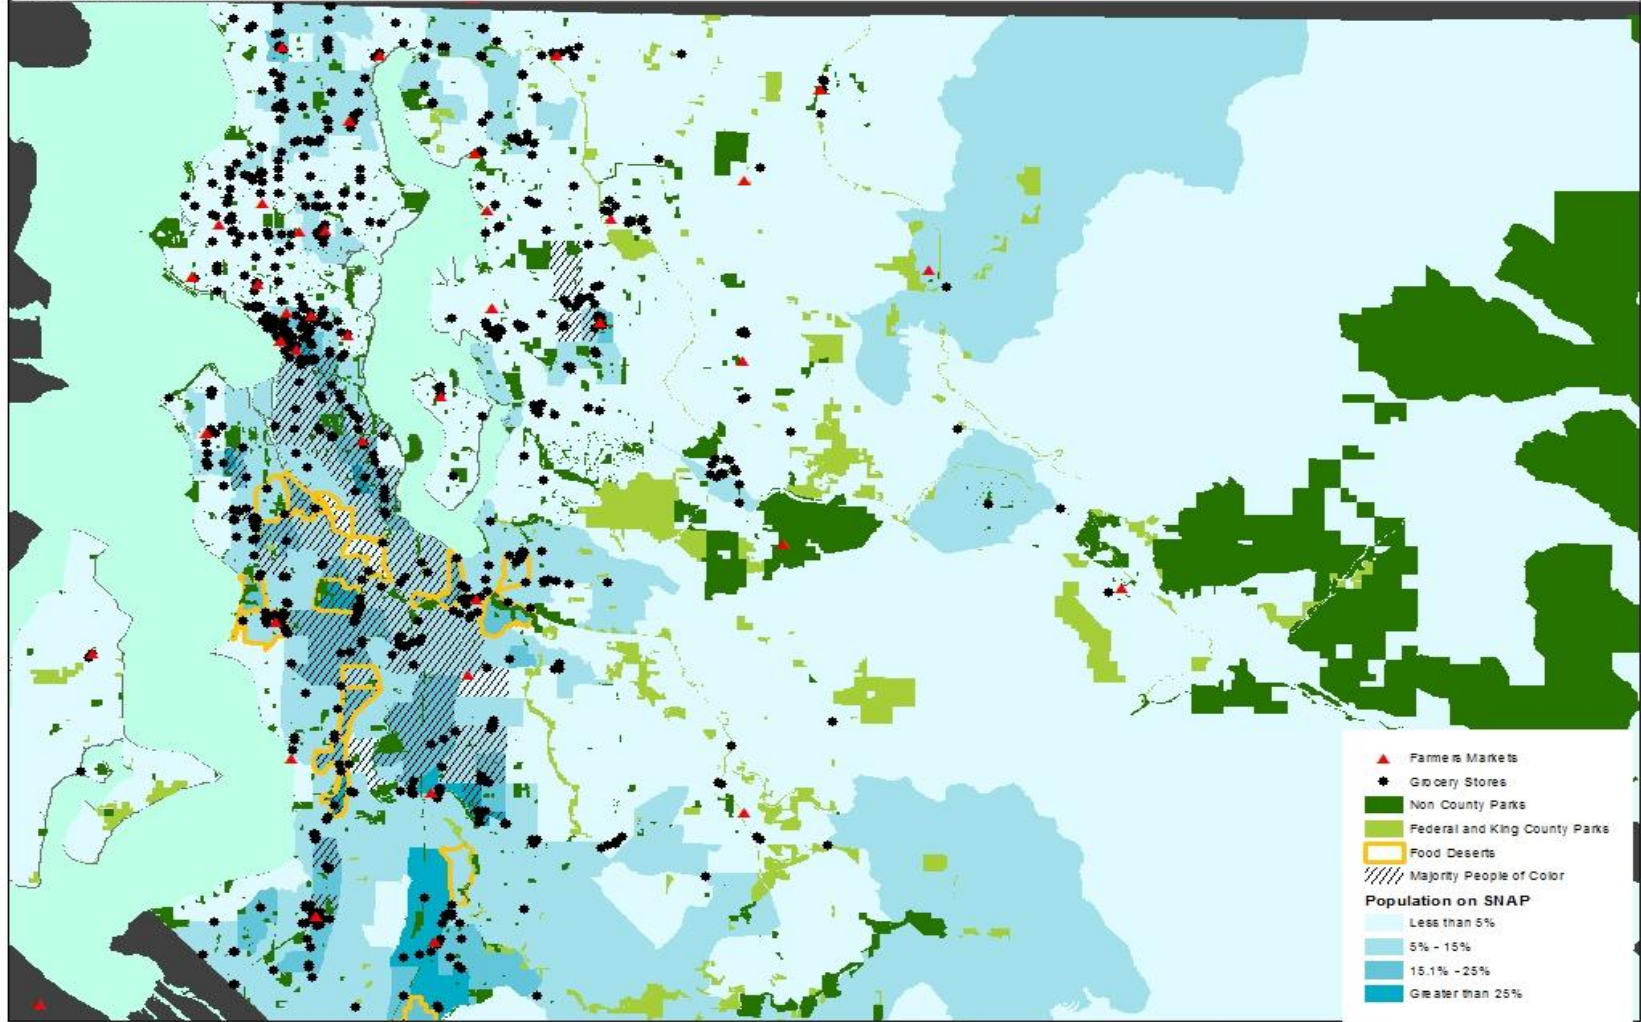 Farmers Markets
Grocery Stores
Non County Parks
Federal and King County Parks
Food Deserts
Majority People of Color
Population on SNAP
Less than 5%
5% - 15%
15.1% - 25%
Greater than 25%